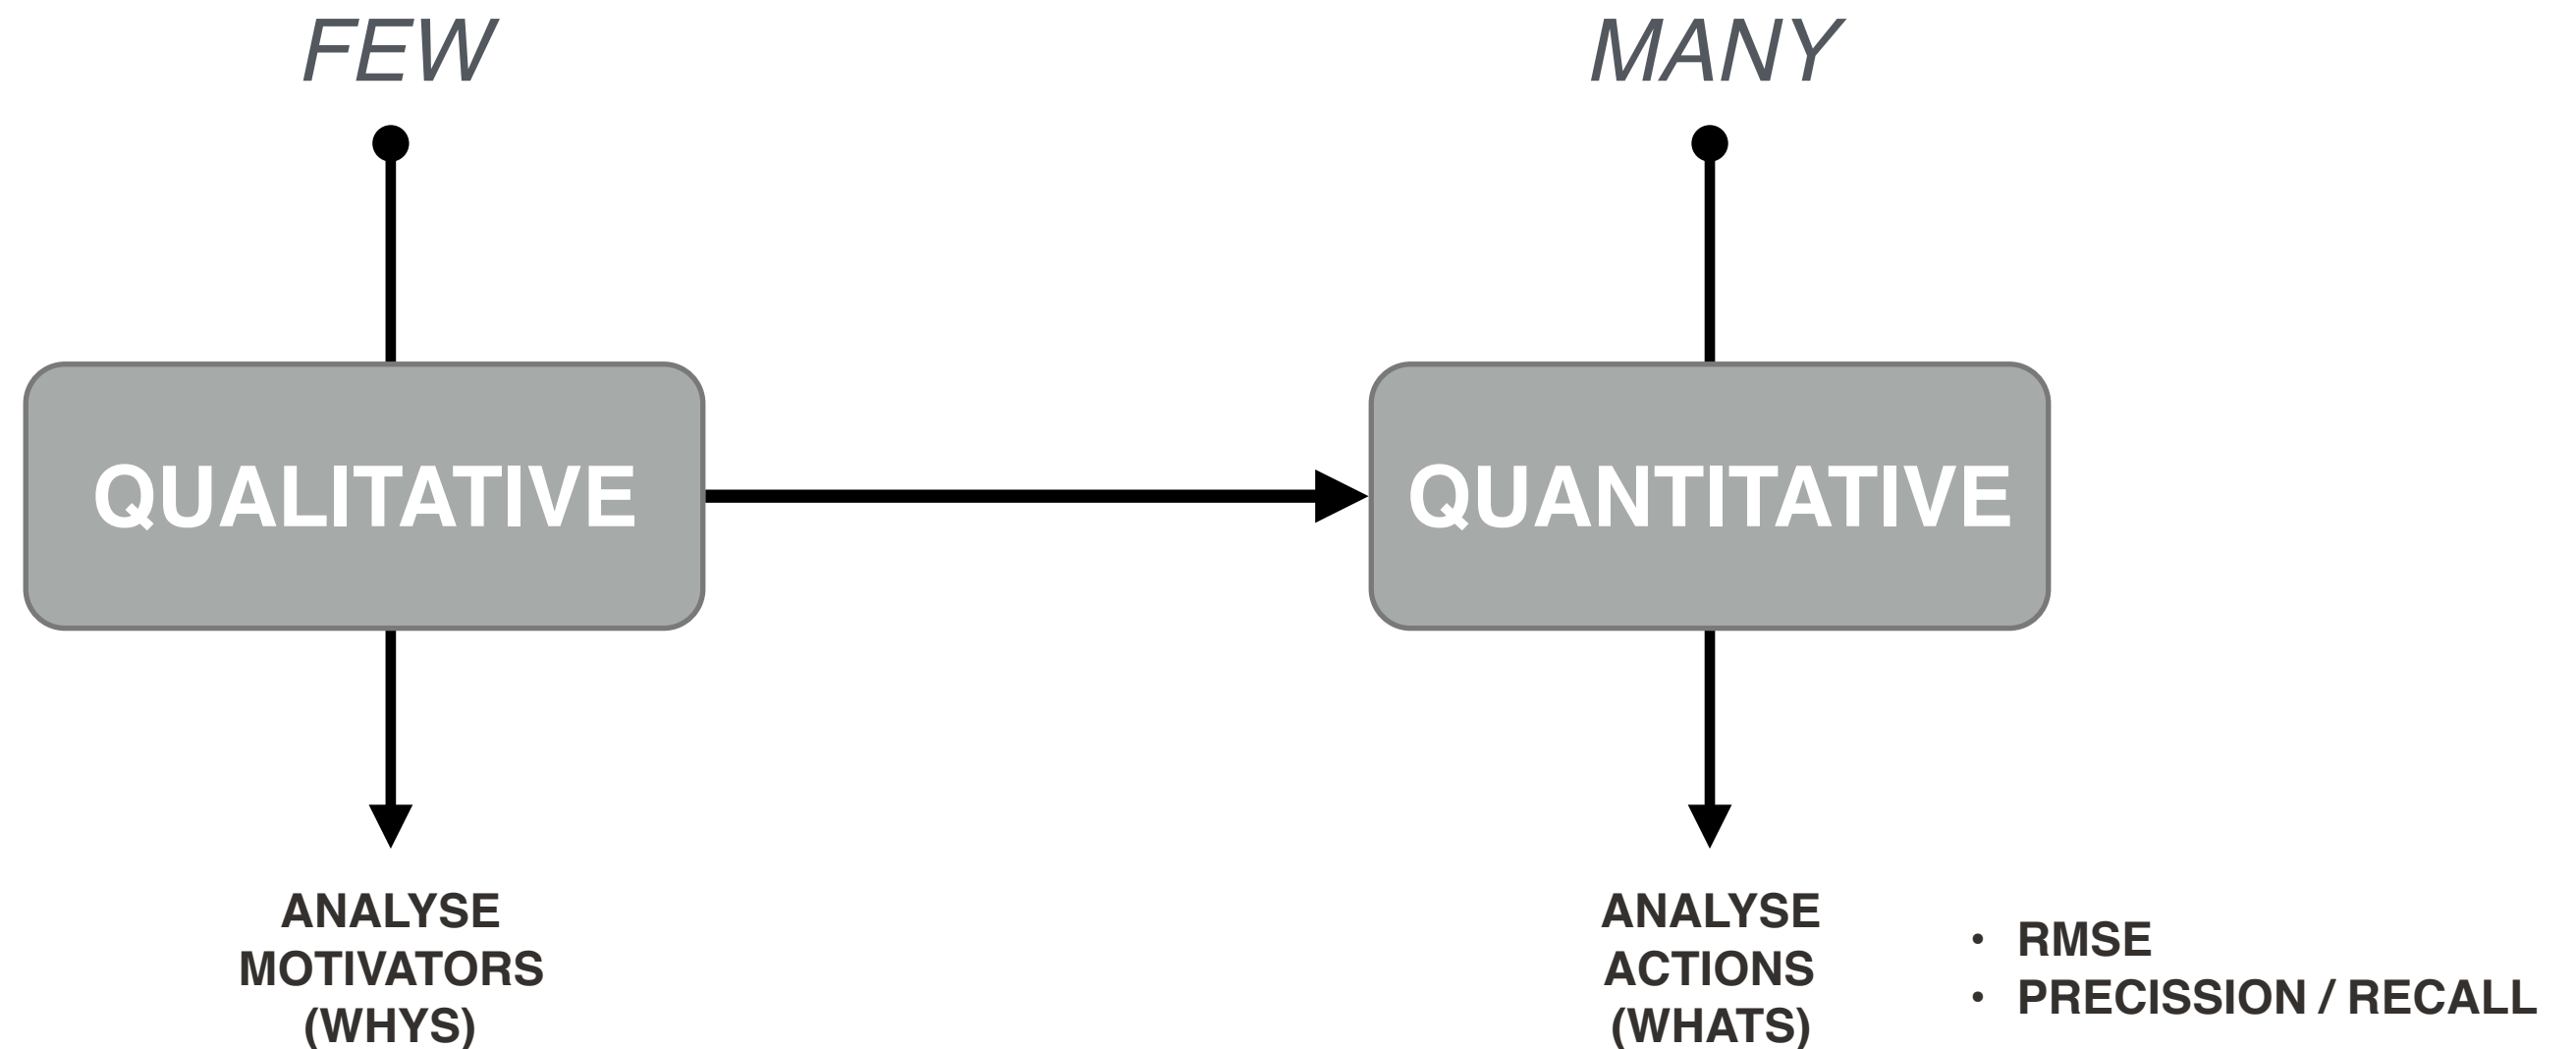 FEW
MANY
QUALITATIVE
QUANTITATIVE
ANALYSE
MOTIVATORS
(WHYS)
ANALYSE
ACTIONS
(WHATS)
• RMSE
• PRECISSION / RECALL